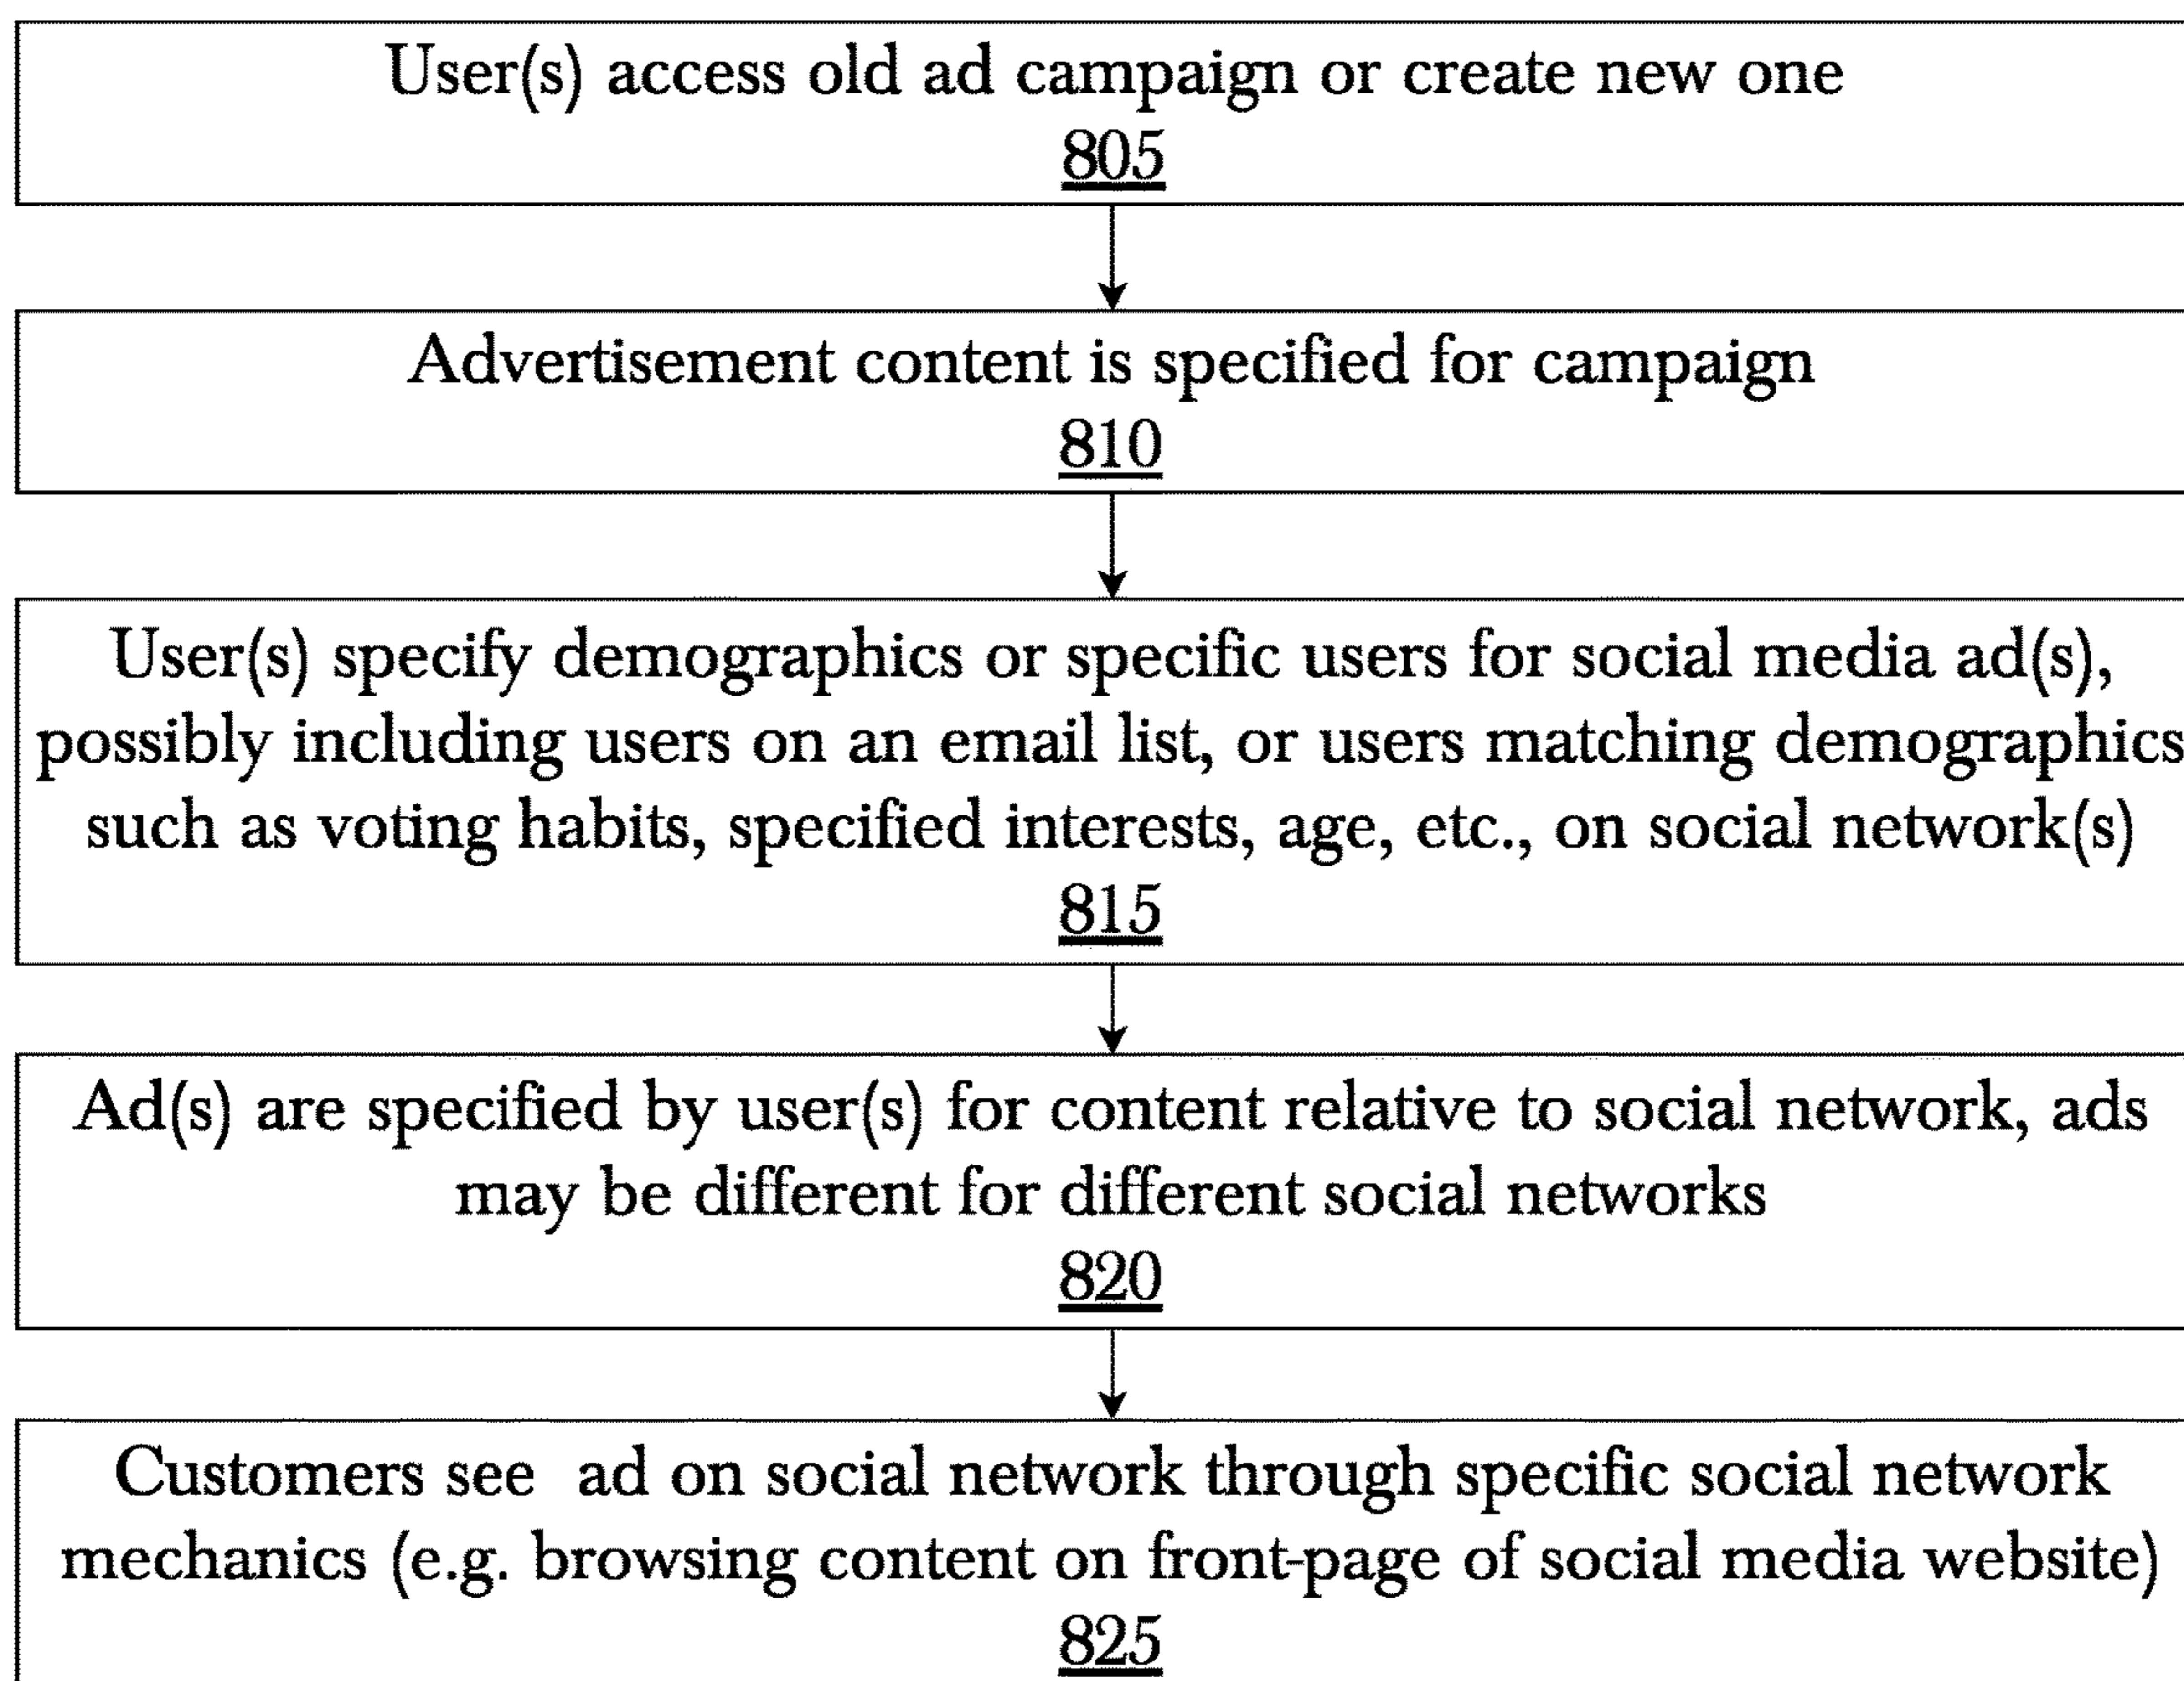 User(s) access old ad campaign or create new one
805
Advertisement content is specified for campaign
810
User(s) specify demographics or specific users for social media ad(s),
possibly including users on an email list, or users matching demographics
such as voting habits, specified interests, age, etc., on social network(s)
815
Ad(s) are specified by user(s) for content relative to social network, ads
may be different for different social networks
820
Customers see  ad on social network through specific social network
mechanics (e.g. browsing content on front-page of social media website)
825